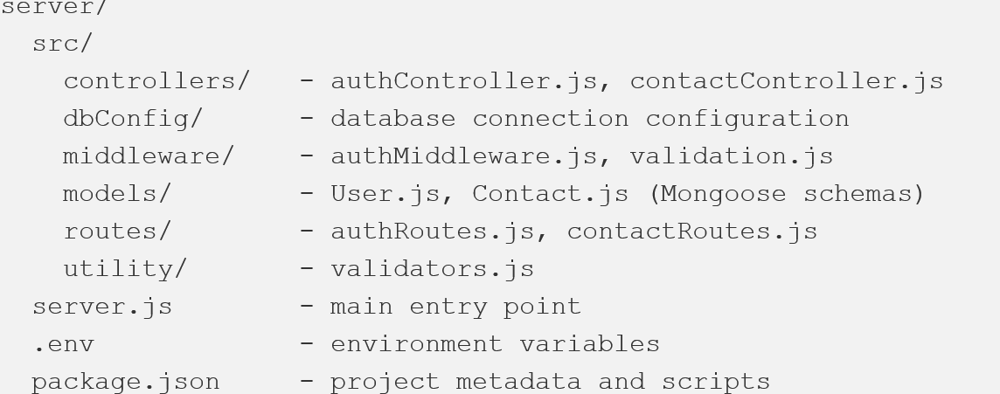 server/
  src/
    controllers/   - authController.js, contactController.js
    dbConfig/      - database connection configuration
    middleware/    - authMiddleware.js, validation.js
    models/        - User.js, Contact.js (Mongoose schemas)
    routes/        - authRoutes.js, contactRoutes.js
    utility/       - validators.js
  server.js        - main entry point
  .env             - environment variables
  package.json     - project metadata and scripts